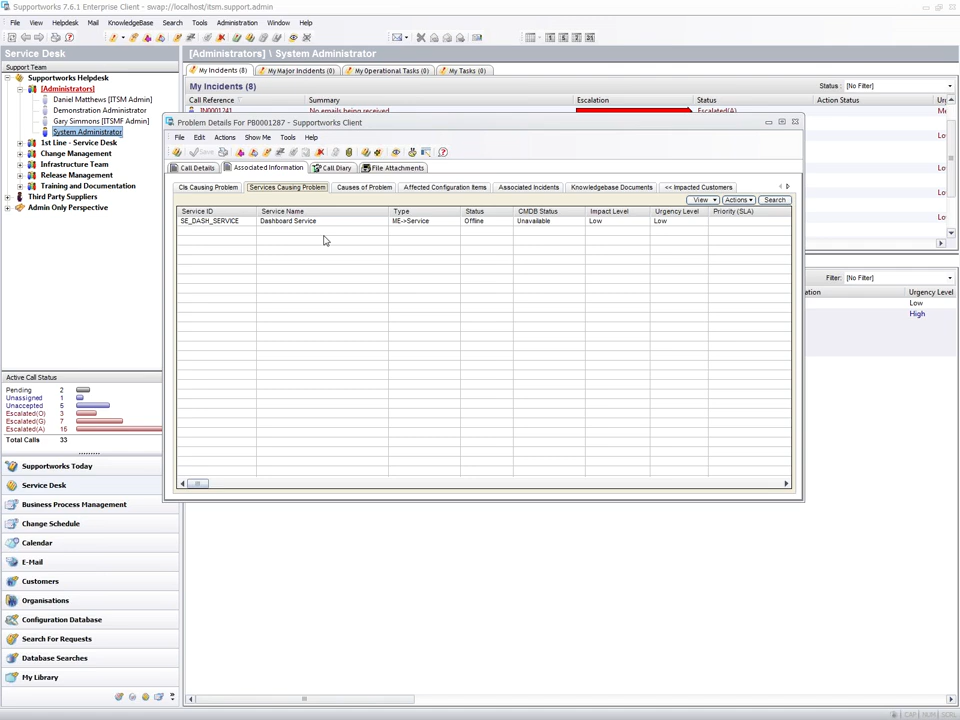 Supportworks 7.6.1 Enterprise Client - swap://localhost/itsm.support.admin
File View Helpdesk Mail KnowledgeBase Search Tools Administration Window Help
Service Desk
[Administrators] \ System Administrator
Support Team
Supportworks Helpdesk
[Administrators]
Daniel Matthews [ITSM Admin]
Demonstration Administrator
Gary Simmons [ITSMF Admin]
System Administrator
1st Line - Service Desk
Change Management
Infrastructure Team
Release Management
Training and Documentation
Third Party Suppliers
Admin Only Perspective
My Incidents (8) My Major Incidents (0) My Operational Tasks (0) My Tasks (0)
My Incidents (8) Status : [No Filter]
Call Reference Summary Escalation Status Action Status
IN0001241 No emails being received Escalated(A)
Problem Details For PB0001287 - Supportworks Client
File Edit Actions Show Me Tools Help
Call Details Associated Information Call Diary File Attachments
CIs Causing Problem Services Causing Problem Causes of Problem Affected Configuration Items Associated Incidents Knowledgebase Documents << Impacted Customers
View Actions Search
Service ID Service Name Type Status CMDB Status Impact Level Urgency Level Priority (SLA)
SE_DASH_SERVICE Dashboard Service ME->Service Offline Unavailable Low Low
Filter: [No Filter]
Urgency Level
Low
High
Active Call Status
Pending 2
Unassigned 1
Unaccepted 5
Escalated(O) 3
Escalated(G) 7
Escalated(A) 15
Total Calls 33
Supportworks Today
Service Desk
Business Process Management
Change Schedule
Calendar
E-Mail
Customers
Organisations
Configuration Database
Search For Requests
Database Searches
My Library
CAP NUM SCRL